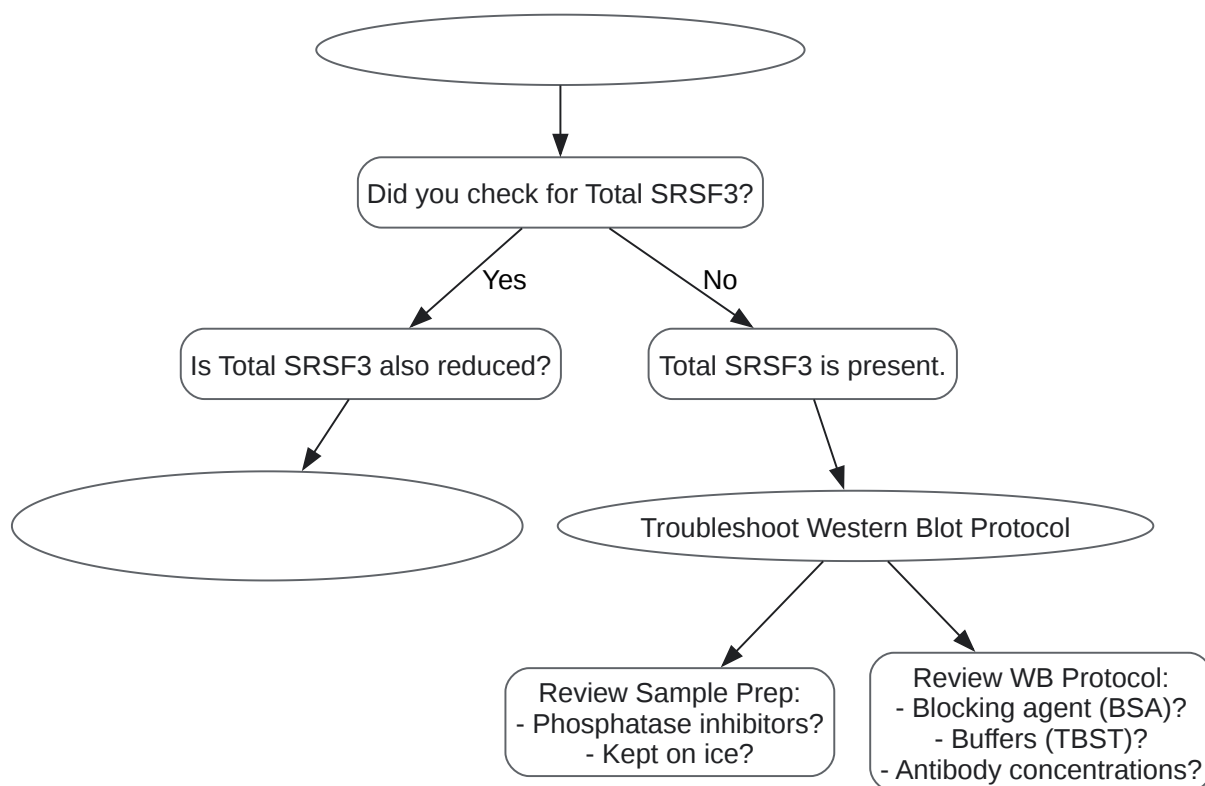 Did you check for Total SRSF3?
Yes
No
Is Total SRSF3 also reduced?
Total SRSF3 is present.
Troubleshoot Western Blot Protocol
Review Sample Prep:
- Phosphatase inhibitors?
- Kept on ice?
Review WB Protocol:
- Blocking agent (BSA)?
- Buffers (TBST)?
- Antibody concentrations?